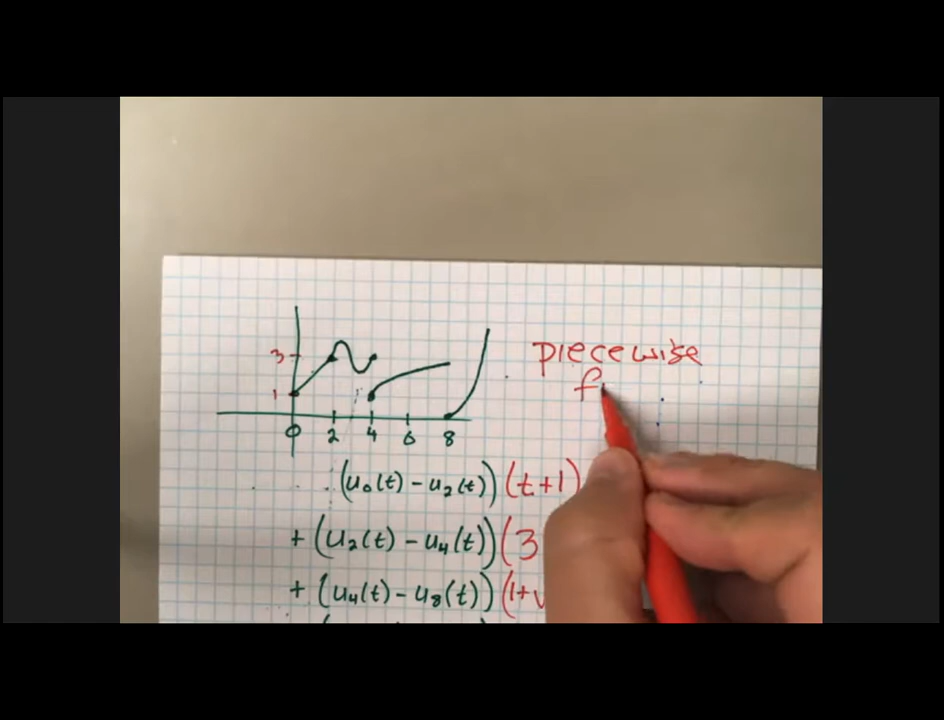 piecewise
f
3
1
0 2 4 6 8
(u₀(t) - u₂(t)) (t+1)
+ (u₂(t) - u₄(t)) (3
+ (u₄(t) - u₈(t)) (1+√